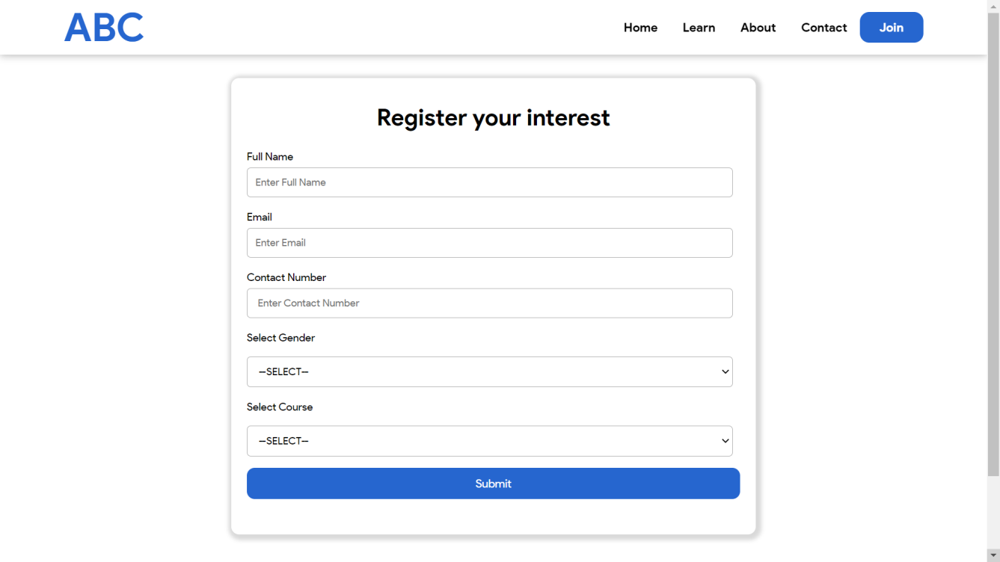 ABC
Home Learn About Contact Join
Register your interest
Full Name
Enter Full Name
Email
Enter Email
Contact Number
Enter Contact Number
Select Gender
--SELECT--
Select Course
--SELECT--
Submit